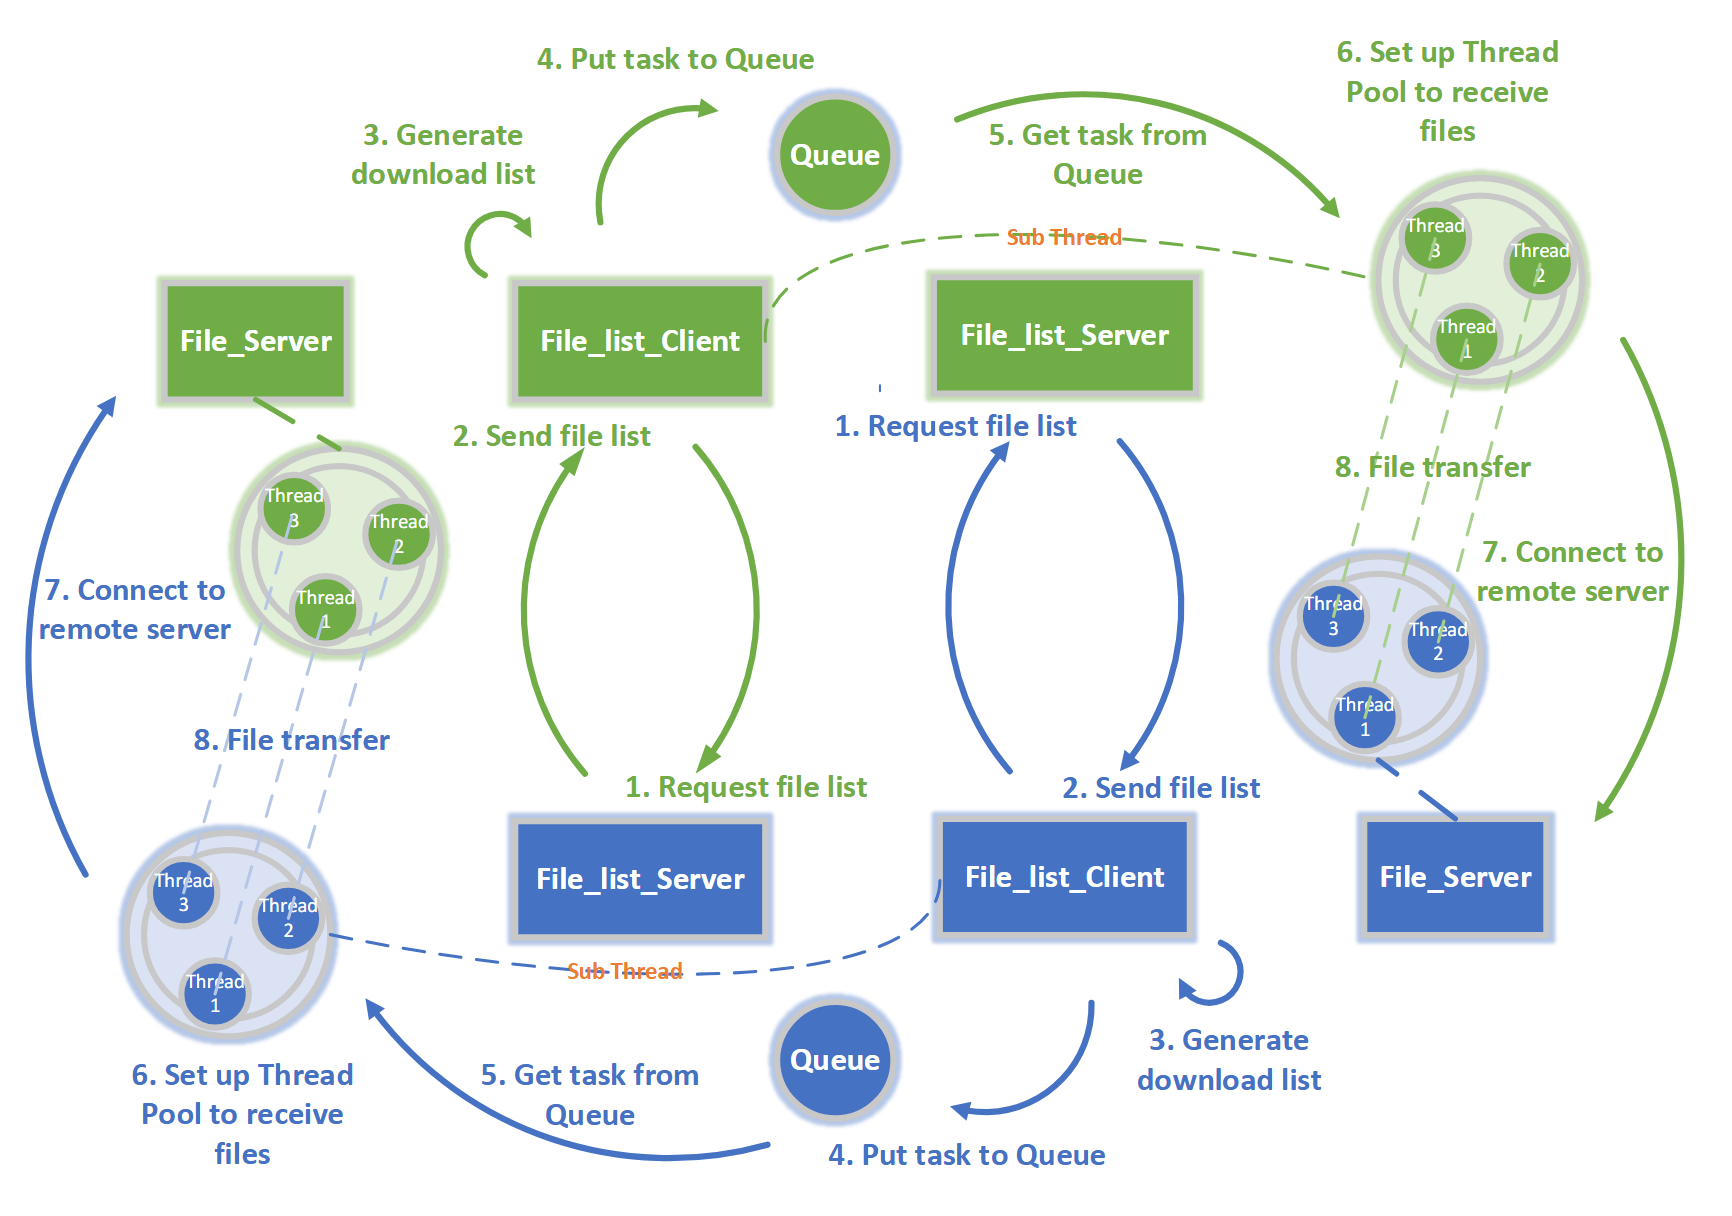 4. Put task to Queue
6. Set up Thread
Pool to receive
files
3. Generate
download list
Queue
5. Get task from
Queue
Sub Thread
Thread
3
Thread
2
Thread
1
File_Server
File_list_Client
File_list_Server
2. Send file list
1. Request file list
8. File transfer
Thread
3
Thread
2
Thread
1
7. Connect to
remote server
7. Connect to
remote server
Thread
3
Thread
2
Thread
1
8. File transfer
1. Request file list
2. Send file list
File_list_Server
File_list_Client
File_Server
Thread
3
Thread
2
Thread
1
Sub Thread
Queue
3. Generate
download list
6. Set up Thread
Pool to receive
files
5. Get task from
Queue
4. Put task to Queue